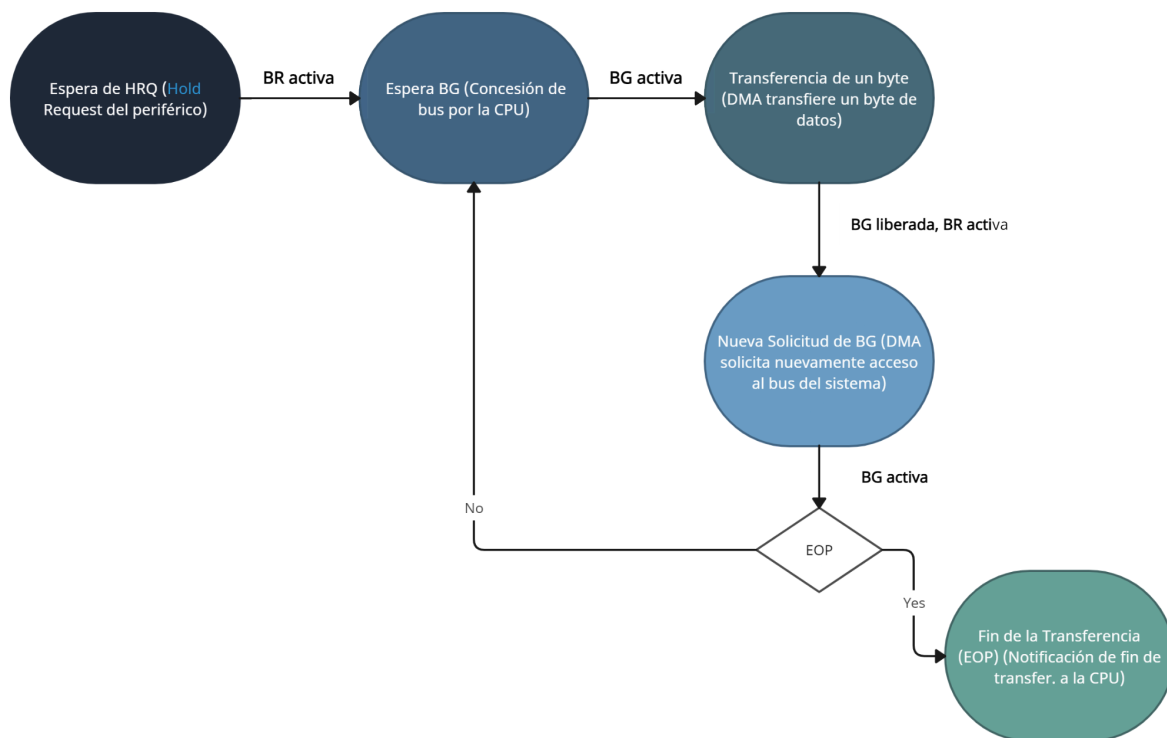 Espera de HRQ (Hold
Request del periférico)
BR activa
Espera BG (Concesión de
bus por la CPU)
BG activa
Transferencia de un byte
(DMA transfiere un byte de
datos)
BG liberada, BR activa
Nueva Solicitud de BG (DMA
solicita nuevamente acceso
al bus del sistema)
BG activa
No
EOP
Yes
Fin de la Transferencia
(EOP) (Notificación de fin de
transfer. a la CPU)